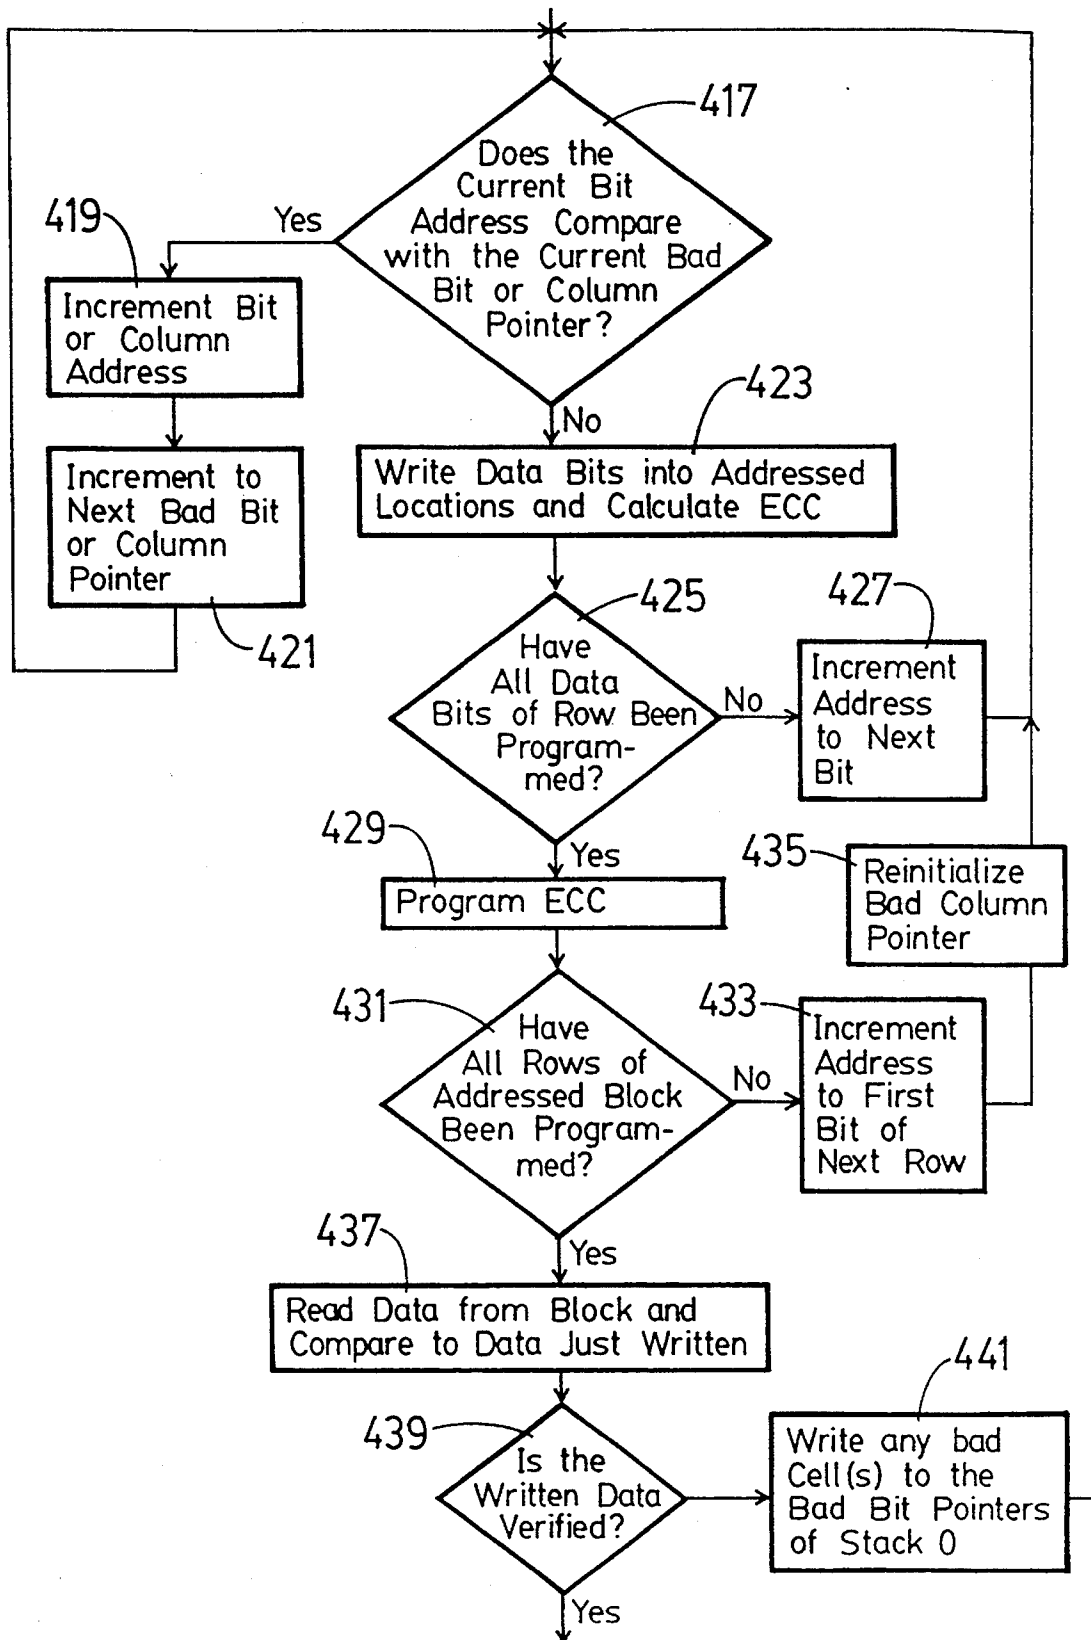 417
Does the
Current Bit
Address Compare
with the Current Bad
Bit or Column
Pointer?
Yes
419
Increment Bit
or Column
Address
Increment to
Next Bad Bit
or Column
Pointer
421
No
423
Write Data Bits into Addressed
Locations and Calculate ECC
425
Have
All Data
Bits of Row Been
Program-
med?
No
427
Increment
Address
to Next
Bit
Yes
429
Program ECC
435
Reinitialize
Bad Column
Pointer
431
Have
All Rows of
Addressed Block
Been Program-
med?
No
433
Increment
Address
to First
Bit of
Next Row
Yes
437
Read Data from Block and
Compare to Data Just Written
439
Is the
Written Data
Verified?
441
Write any bad
Cell(s) to the
Bad Bit Pointers
of Stack 0
Yes